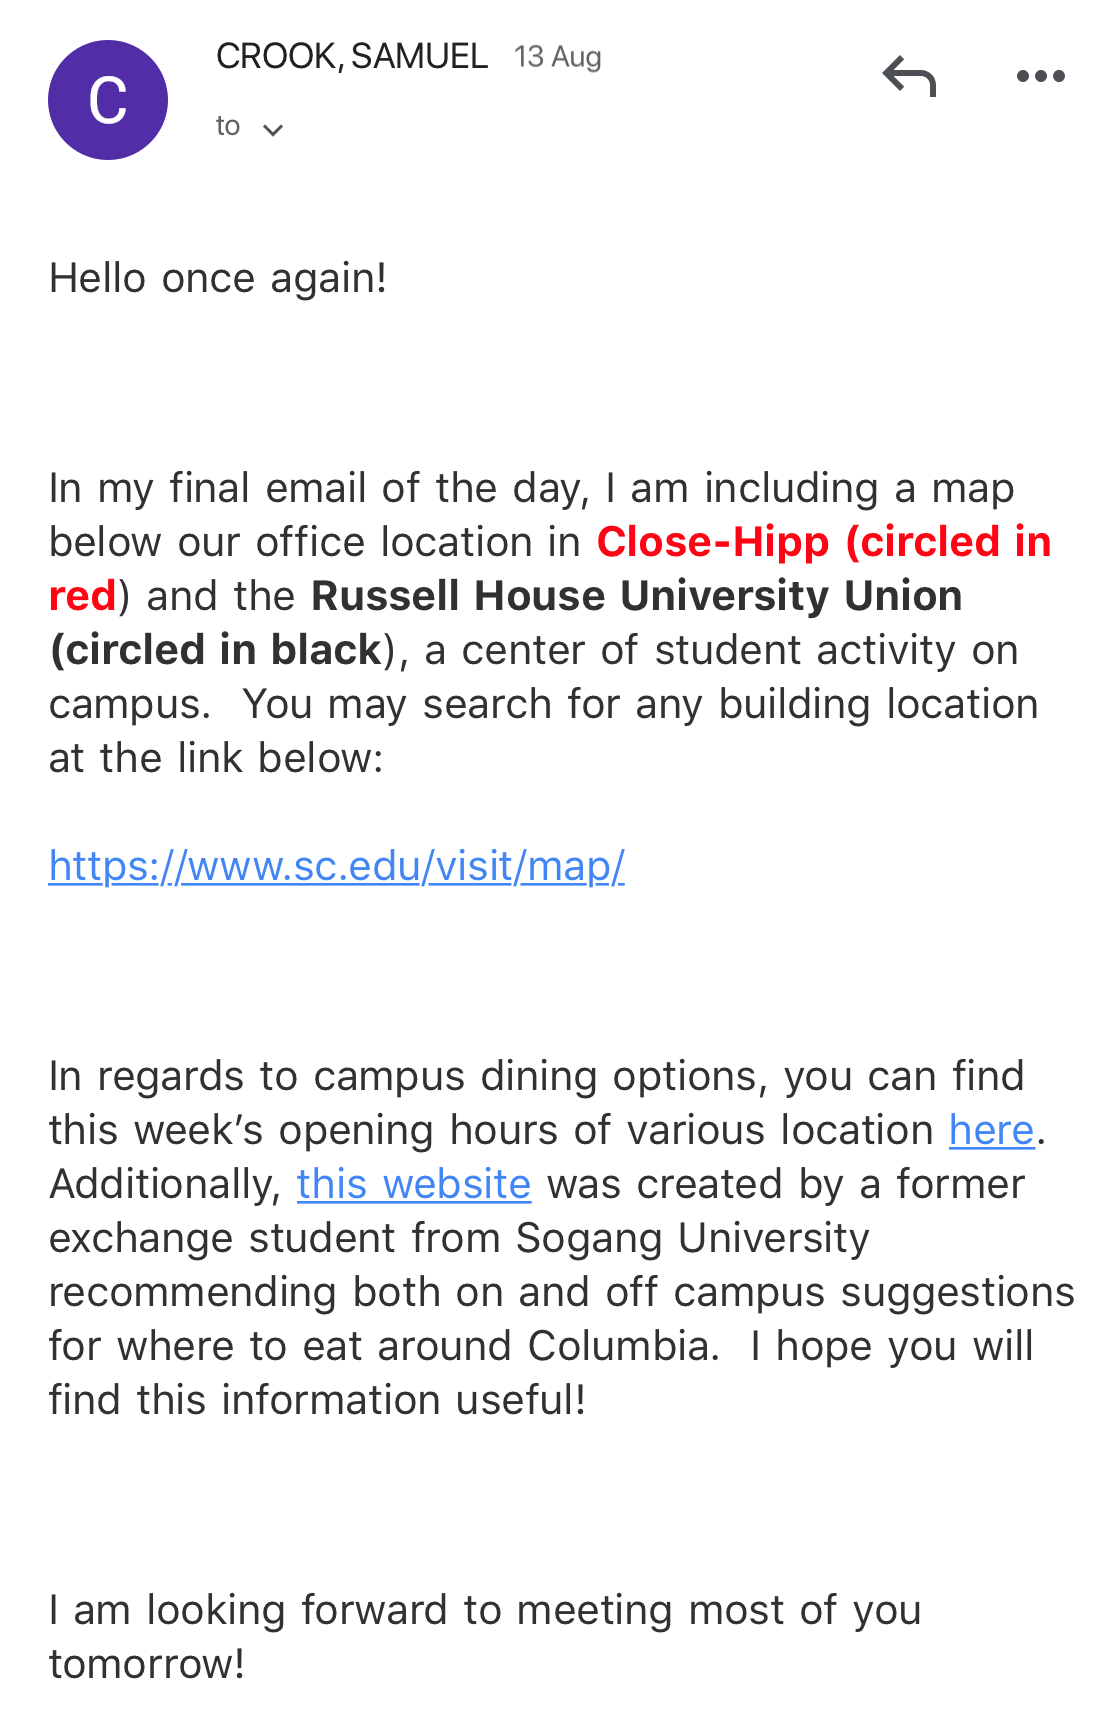 C
CROOK, SAMUEL 13 Aug
to
Hello once again!
In my final email of the day, I am including a map
below our office location in Close-Hipp (circled in
red) and the Russell House University Union
(circled in black), a center of student activity on
campus.  You may search for any building location
at the link below:
https://www.sc.edu/visit/map/
In regards to campus dining options, you can find
this week’s opening hours of various location here.
Additionally, this website was created by a former
exchange student from Sogang University
recommending both on and off campus suggestions
for where to eat around Columbia.  I hope you will
find this information useful!
I am looking forward to meeting most of you
tomorrow!